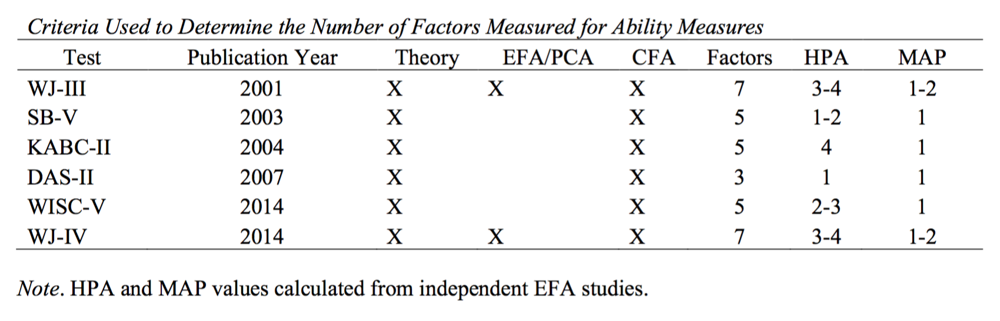 Criteria Used to Determine the Number of Factors Measured for Ability Measures
Test Publication Year Theory EFA/PCA CFA Factors HPA MAP
WJ-III 2001 X X X 7 3-4 1-2
SB-V 2003 X X 5 1-2 1
KABC-II 2004 X X 5 4 1
DAS-II 2007 X X 3 1 1
WISC-V 2014 X X 5 2-3 1
WJ-IV 2014 X X X 7 3-4 1-2
Note. HPA and MAP values calculated from independent EFA studies.